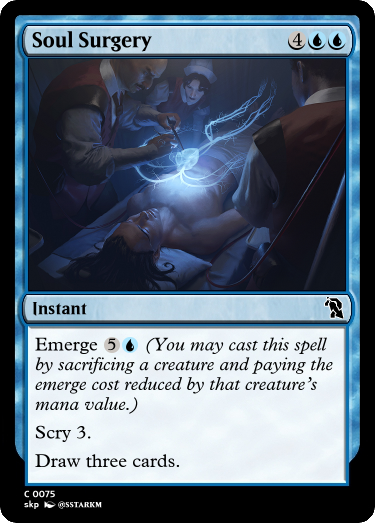 Soul Surgery 4
Instant
Emerge 5 (You may cast this spell
by sacrificing a creature and paying the
emerge cost reduced by that creature's
mana value.)
Scry 3.
Draw three cards.
C 0075
skp @SSTARKM